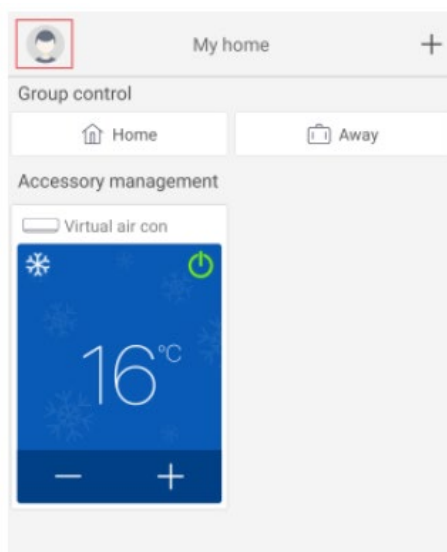 My home
Group control
Home
Away
Accessory management
Virtual air con
16°C